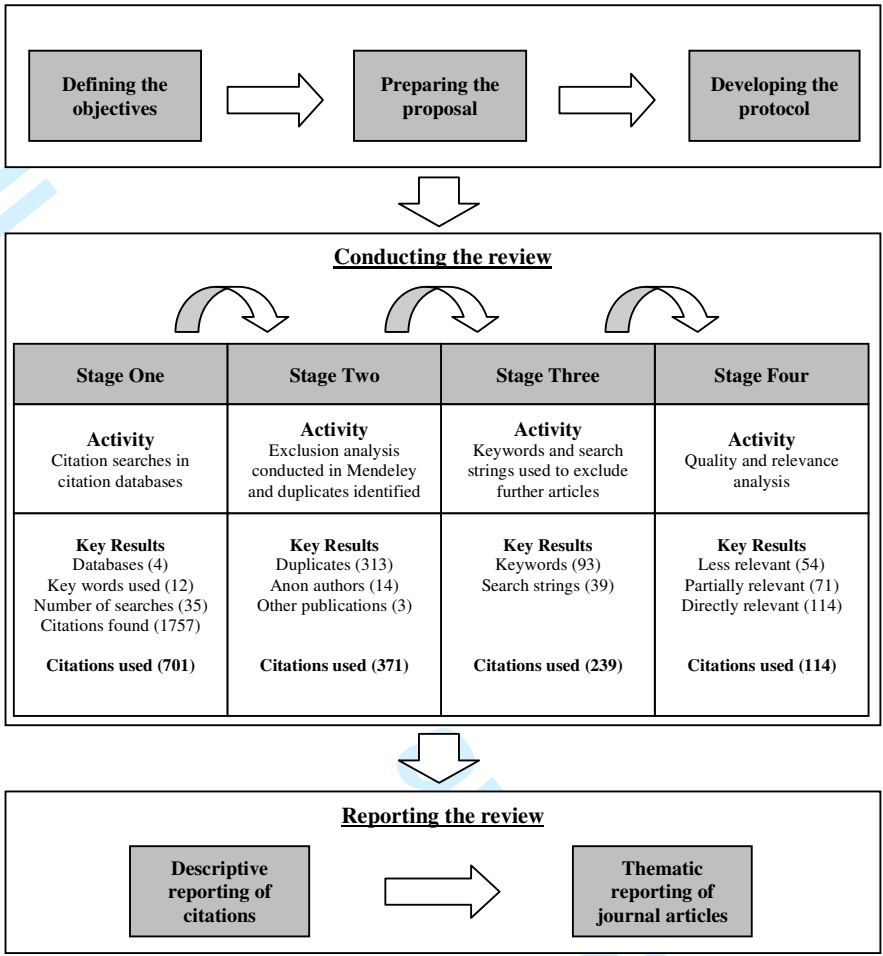 Defining the
objectives
Preparing the
proposal
Developing the
protocol
Conducting the review
Stage One
Stage Two
Stage Three
Stage Four
Activity
Citation searches in
citation databases
Activity
Exclusion analysis
conducted in Mendeley
and duplicates identified
Activity
Keywords and search
strings used to exclude
further articles
Activity
Quality and relevance
analysis
Key Results
Databases (4)
Key words used (12)
Number of searches (35)
Citations found (1757)
Citations used (701)
Key Results
Duplicates (313)
Anon authors (14)
Other publications (3)
Citations used (371)
Key Results
Keywords (93)
Search strings (39)
Citations used (239)
Key Results
Less relevant (54)
Partially relevant (71)
Directly relevant (114)
Citations used (114)
Reporting the review
Descriptive
reporting of
citations
Thematic
reporting of
journal articles